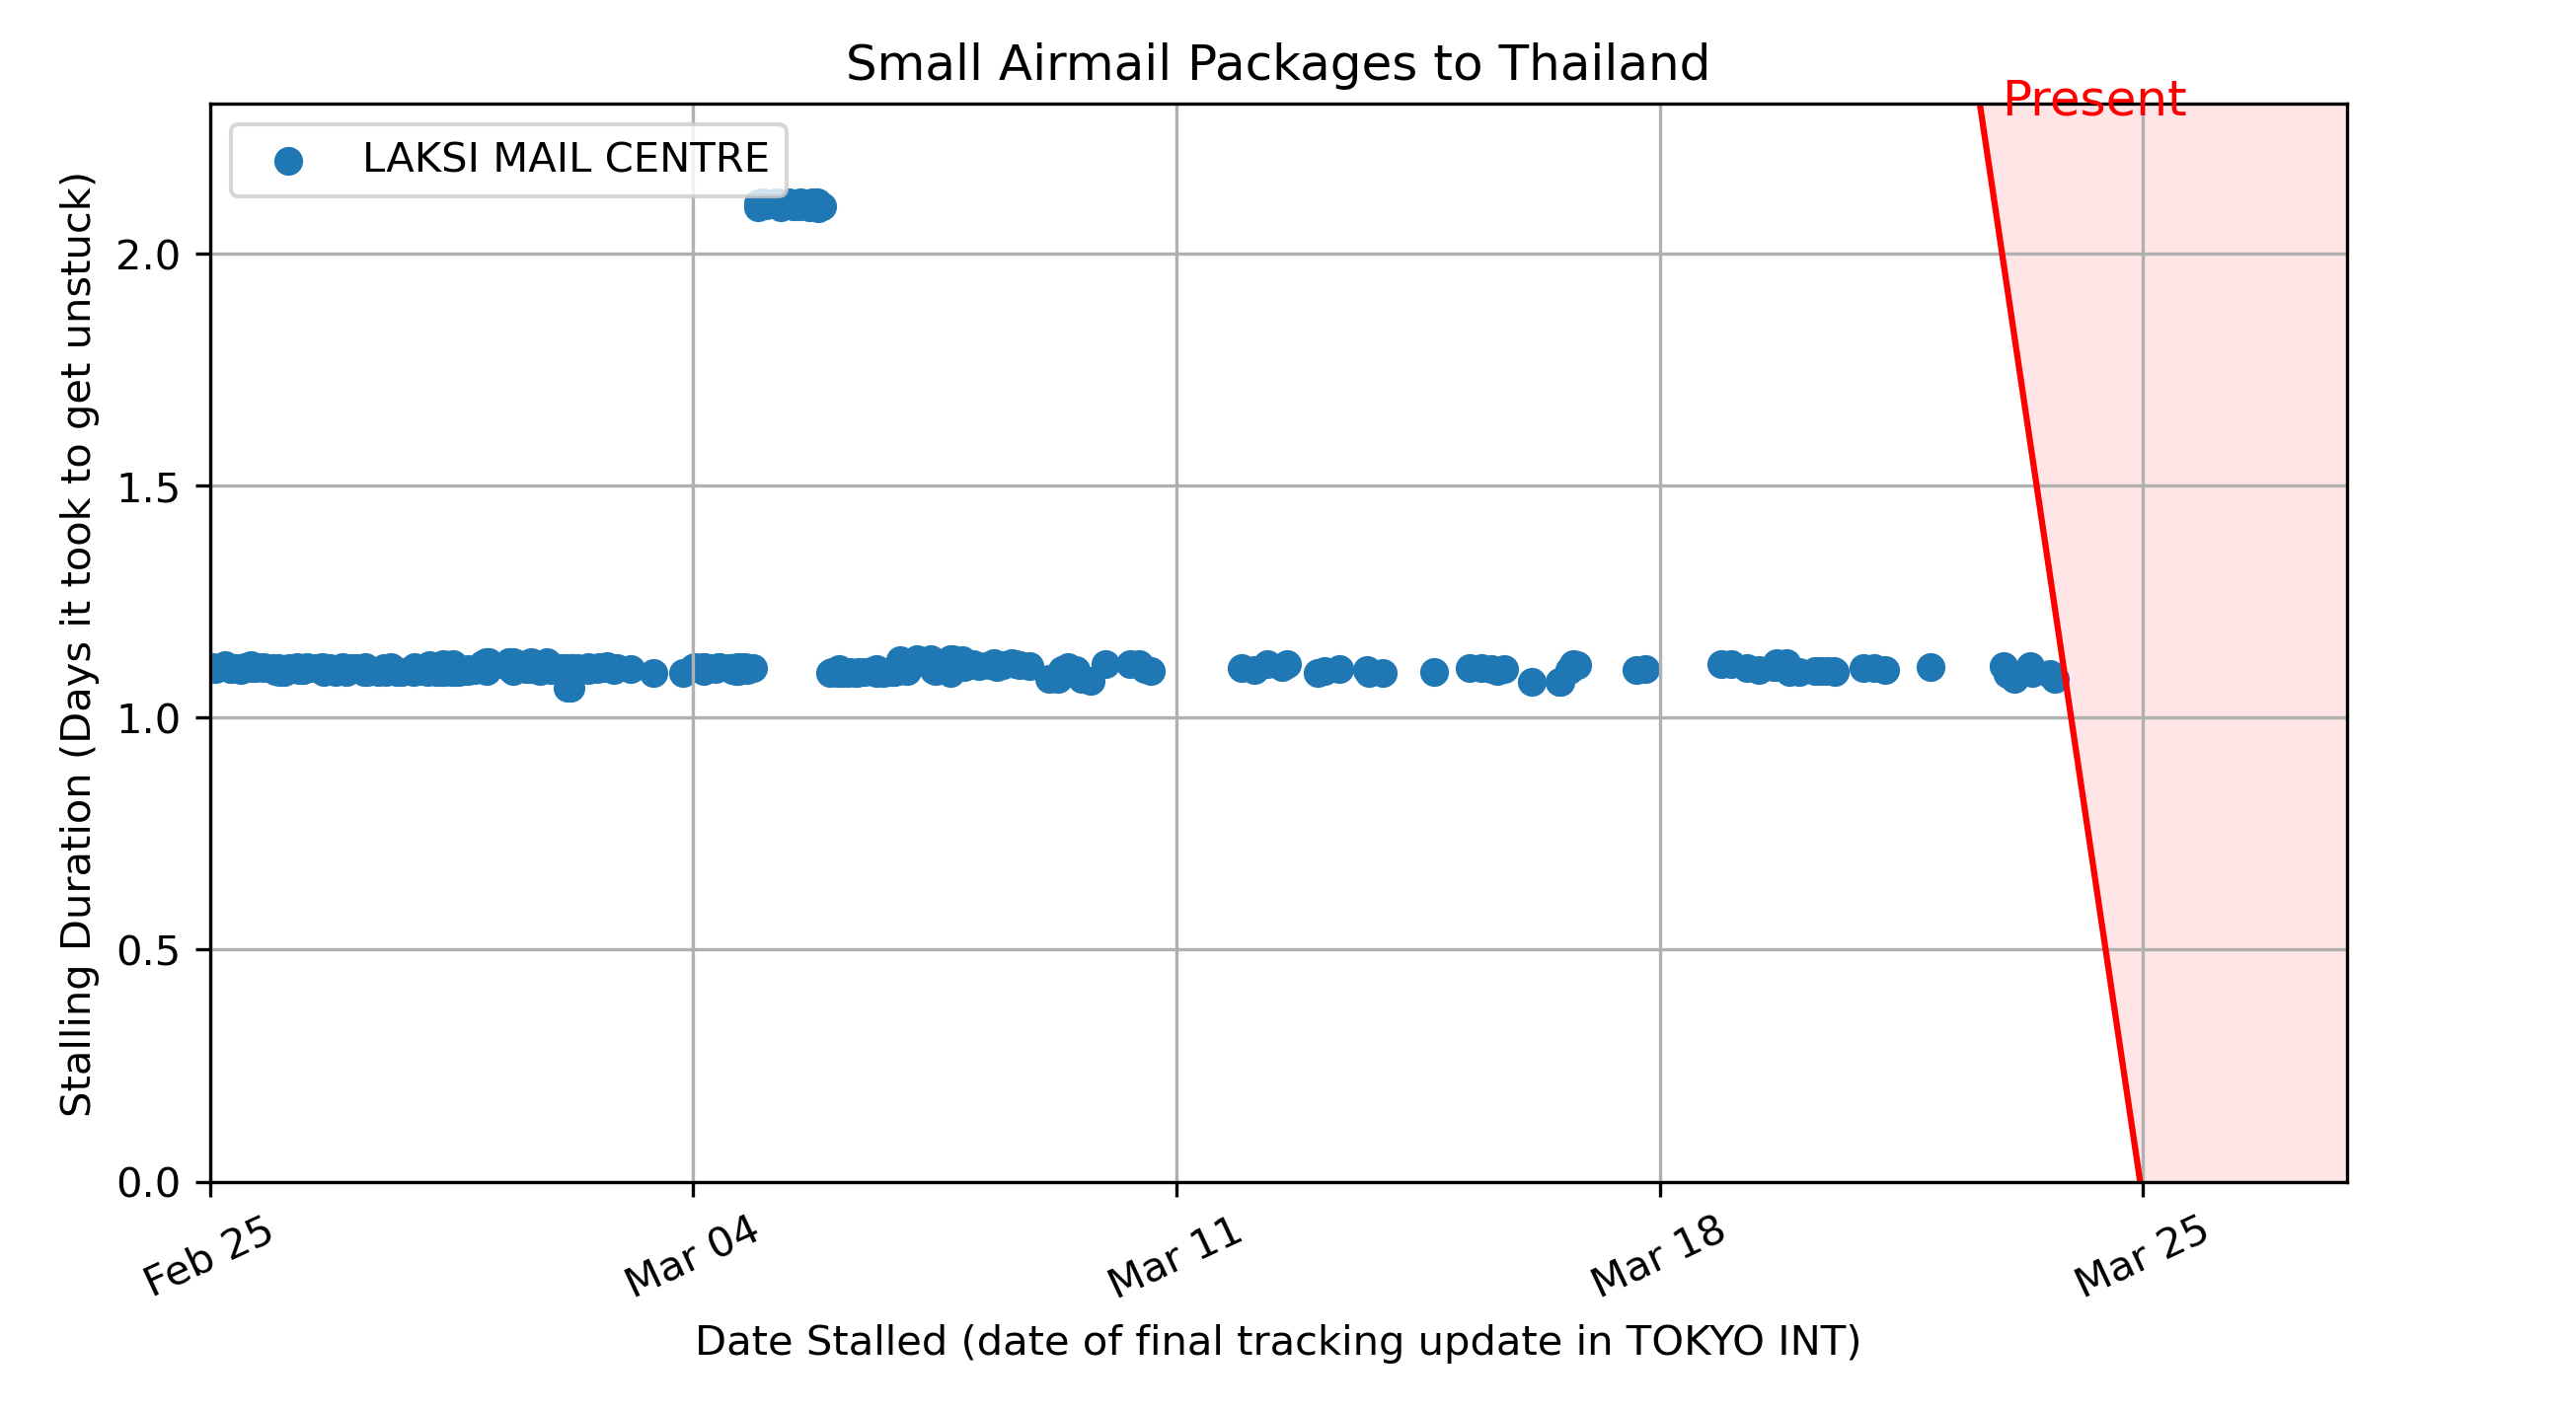 Small Airmail Packages to Thailand
Present
LAKSI MAIL CENTRE
Stalling Duration (Days it took to get unstuck)
2.0
1.5
1.0
0.5
0.0
Feb 25
Mar 04
Mar 11
Mar 18
Mar 25
Date Stalled (date of final tracking update in TOKYO INT)